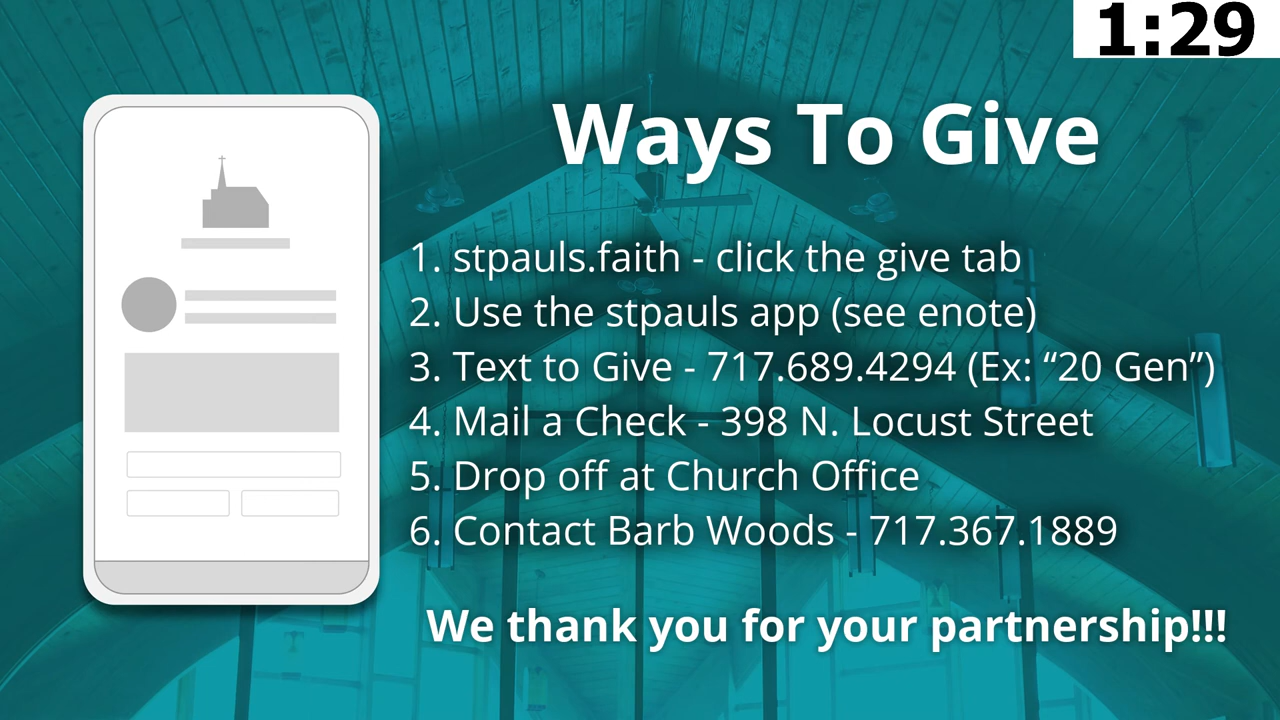 1:29
Ways To Give
1. stpauls.faith - click the give tab
2. Use the stpauls app (see enote)
3. Text to Give - 717.689.4294 (Ex: “20 Gen”)
4. Mail a Check - 398 N. Locust Street
5. Drop off at Church Office
6. Contact Barb Woods - 717.367.1889
We thank you for your partnership!!!